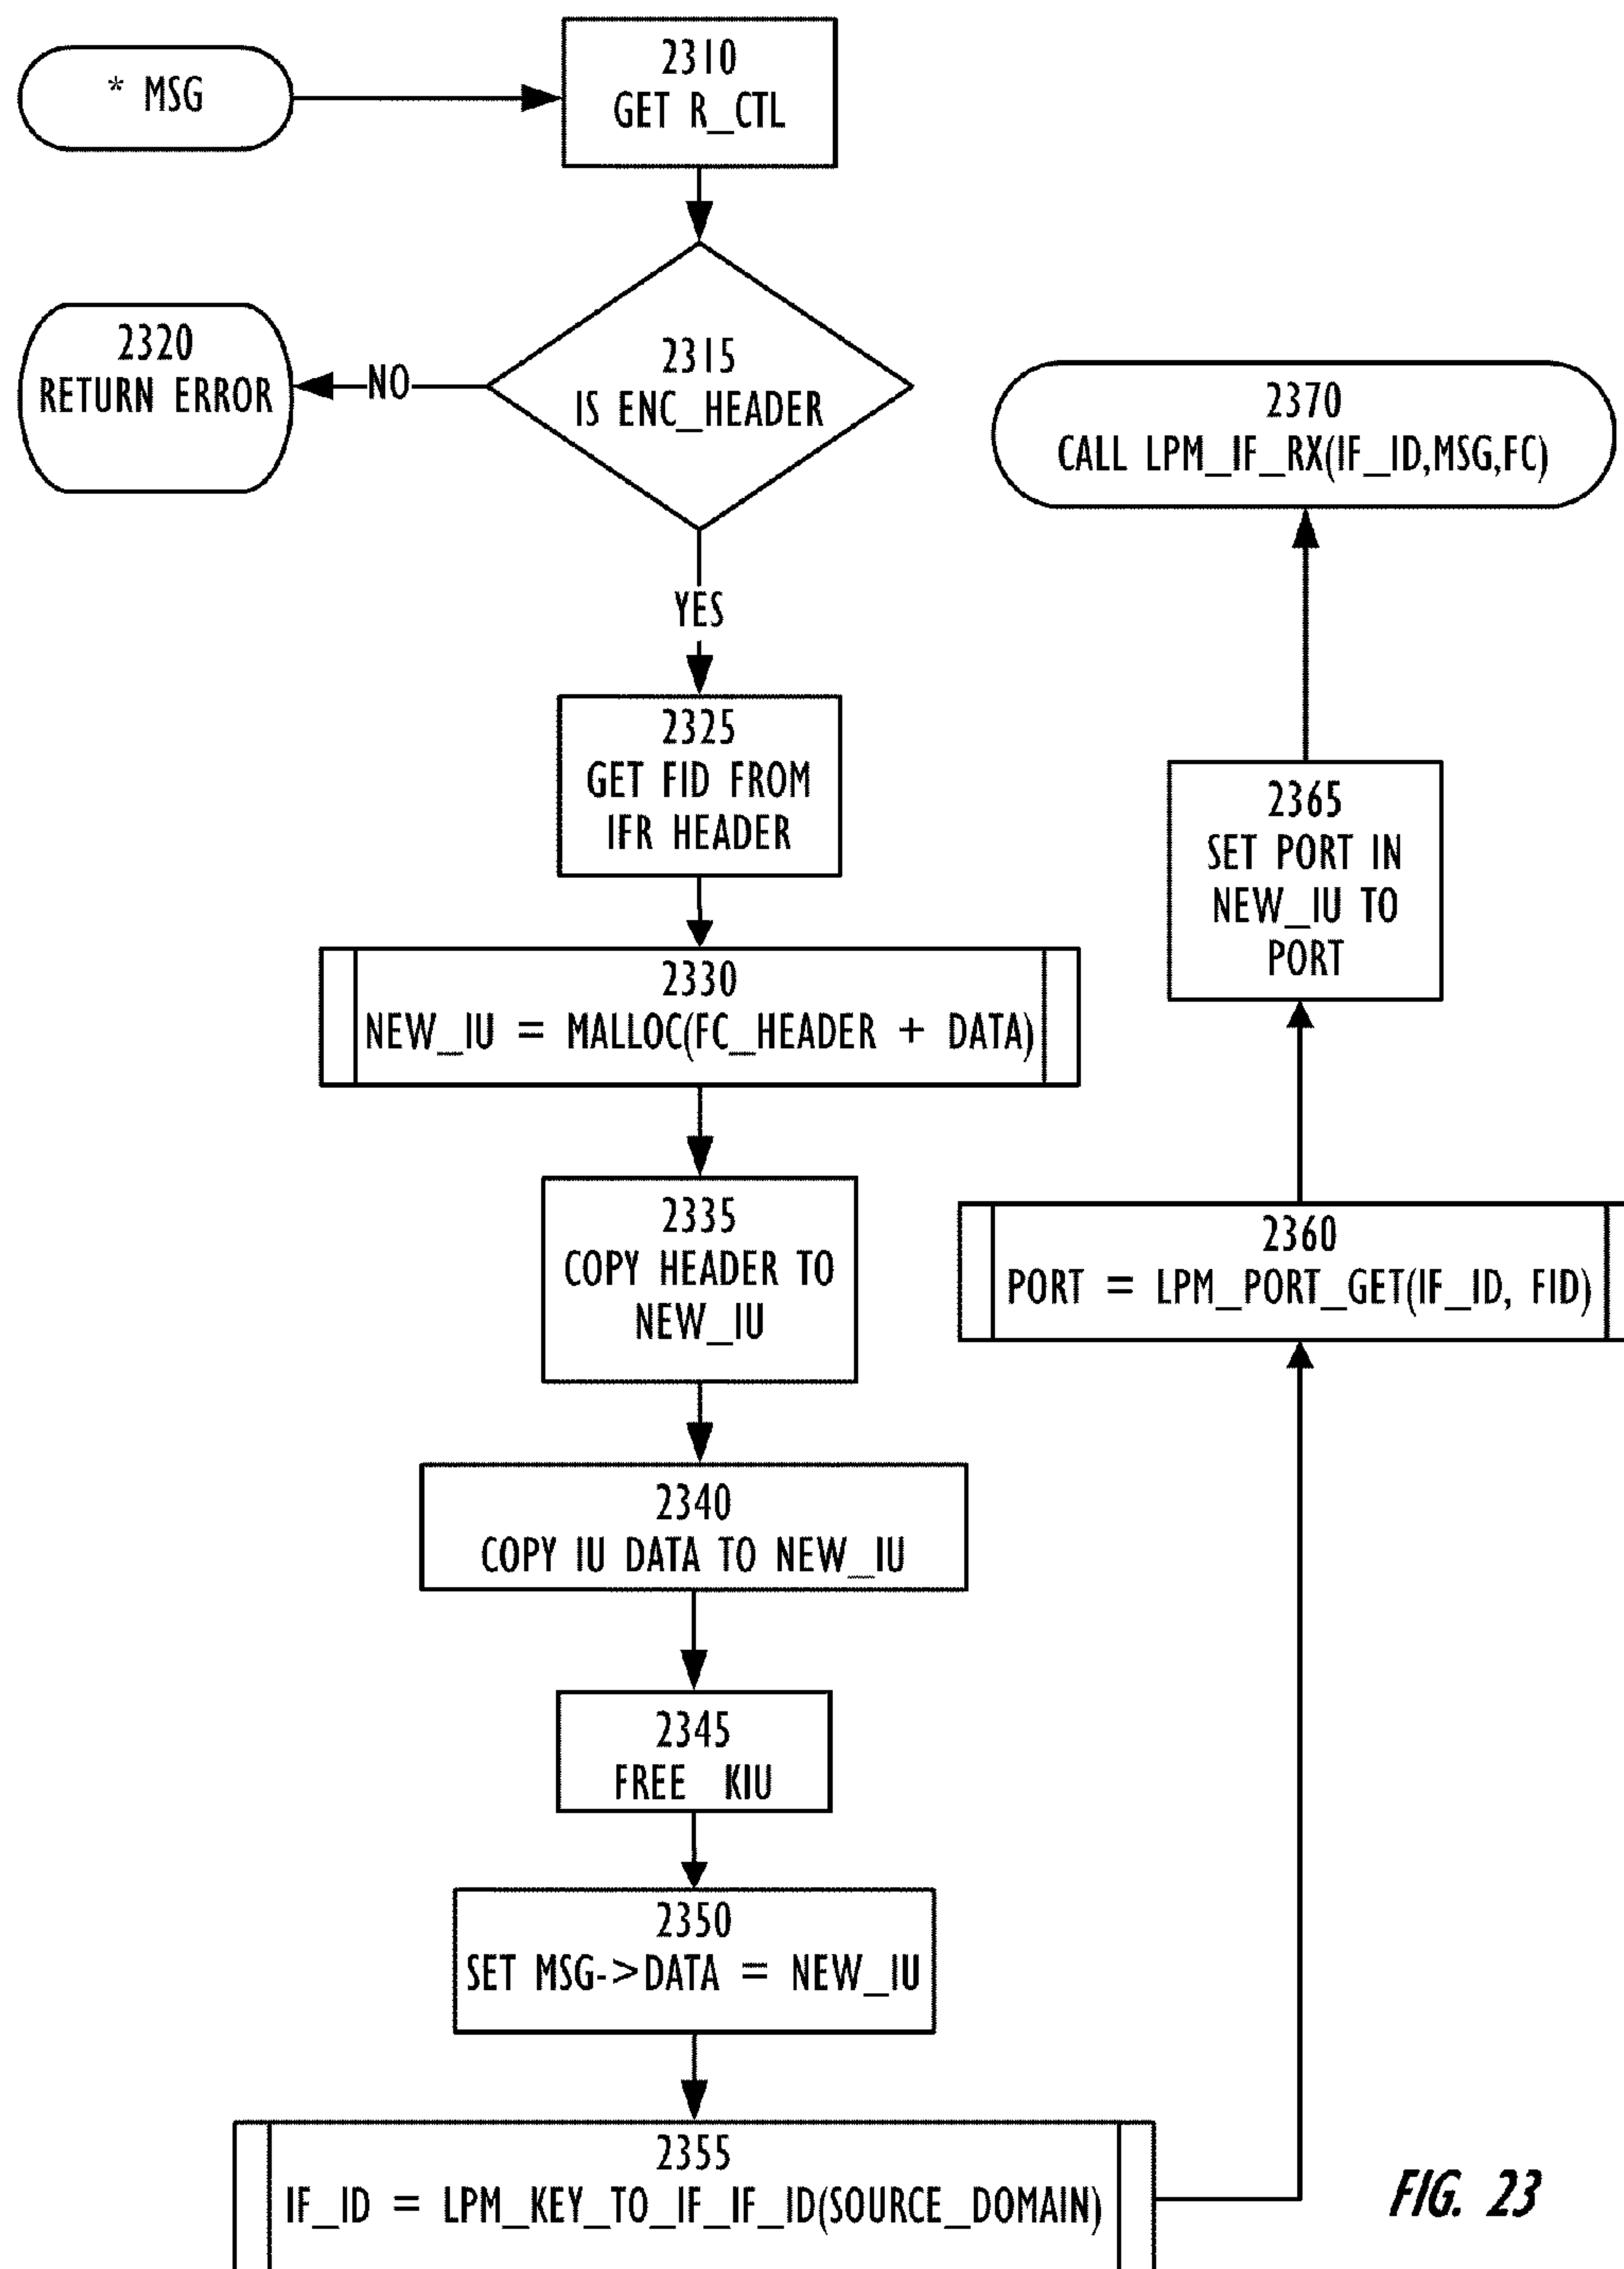 * MSG
2310
GET R_CTL
2315
IS ENC_HEADER
NO
2320
RETURN ERROR
YES
2325
GET FID FROM
IFR HEADER
2330
NEW_IU = MALLOC(FC_HEADER + DATA)
2335
COPY HEADER TO
NEW_IU
2340
COPY IU DATA TO NEW_IU
2345
FREE KIU
2350
SET MSG->DATA = NEW_IU
2355
IF_ID = LPM_KEY_TO_IF_IF_ID(SOURCE_DOMAIN)
2360
PORT = LPM_PORT_GET(IF_ID, FID)
2365
SET PORT IN
NEW_IU TO
PORT
2370
CALL LPM_IF_RX(IF_ID,MSG,FC)
FIG. 23